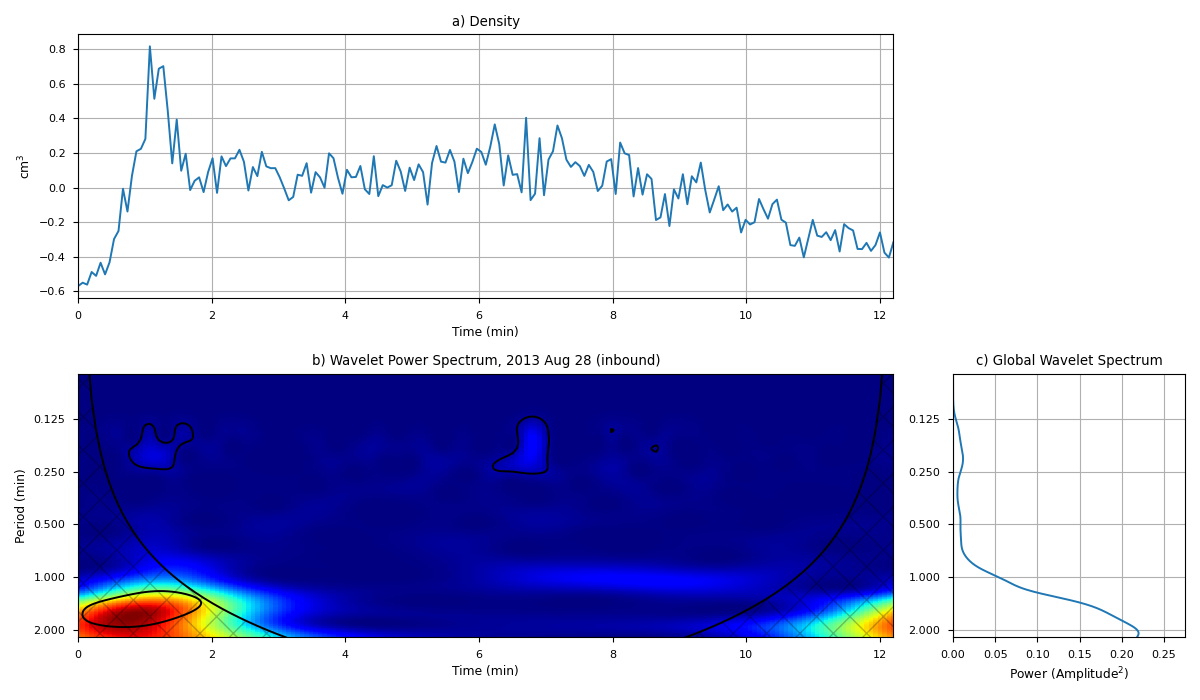 a) Density
cm³
0.8
0.6
0.4
0.2
0.0
−0.2
−0.4
−0.6
0 2 4 6 8 10 12
Time (min)
b) Wavelet Power Spectrum, 2013 Aug 28 (inbound)
Period (min)
0.125
0.250
0.500
1.000
2.000
0 2 4 6 8 10 12
Time (min)
c) Global Wavelet Spectrum
0.125
0.250
0.500
1.000
2.000
0.00 0.05 0.10 0.15 0.20 0.25
Power (Amplitude²)